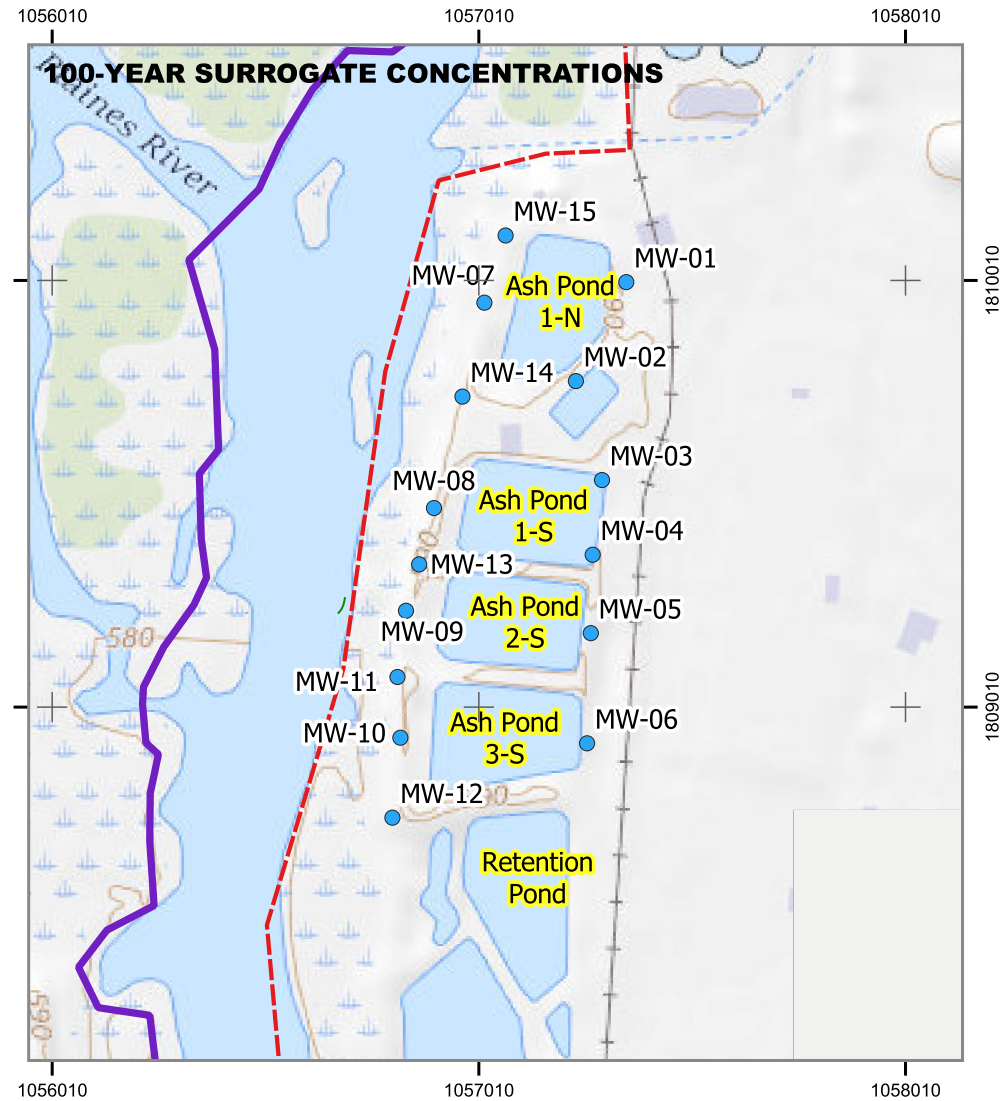 1056010
1057010
1058010
100-YEAR SURROGATE CONCENTRATIONS
Plaines River
MW-15
MW-01
MW-07
Ash Pond
1-N
1810010
MW-02
MW-14
MW-03
MW-08
Ash Pond
1-S
MW-04
MW-13
Ash Pond
2-S
MW-05
MW-09
580
MW-11
MW-06
1809010
Ash Pond
3-S
MW-10
MW-12
Retention
Pond
590
1056010
1057010
1058010